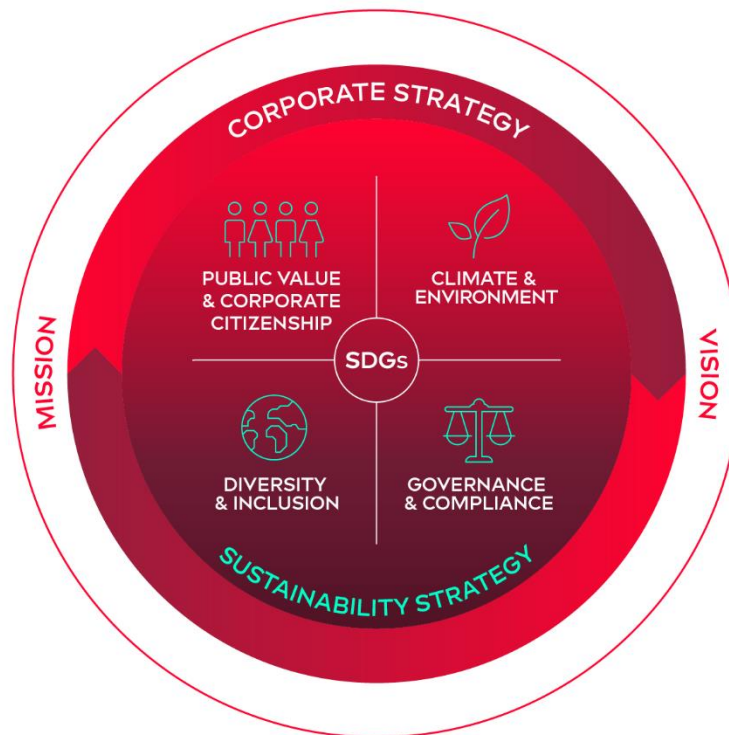 CORPORATE STRATEGY
PUBLIC VALUE
& CORPORATE
CITIZENSHIP
CLIMATE &
ENVIRONMENT
MISSION
SDGs
VISION
DIVERSITY
& INCLUSION
GOVERNANCE
& COMPLIANCE
SUSTAINABILITY STRATEGY